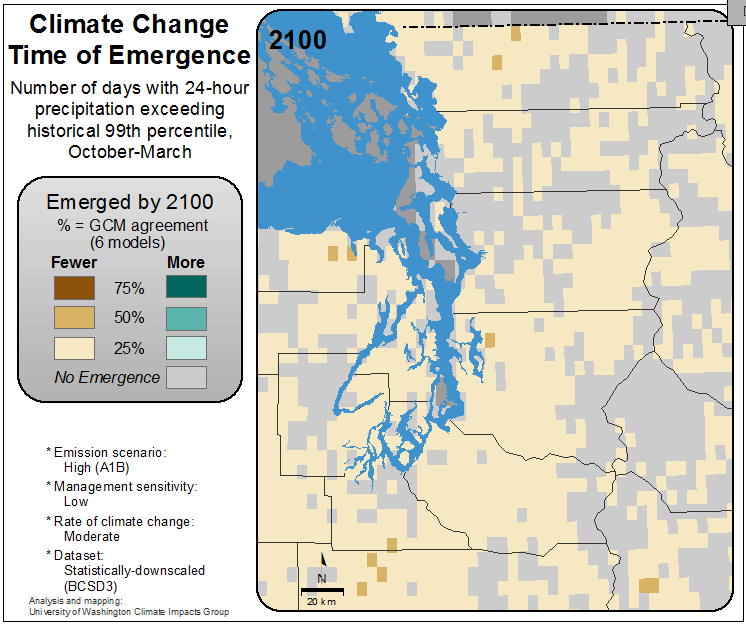 Climate Change
Time of Emergence
Number of days with 24-hour
precipitation exceeding
historical 99th percentile,
October-March
Emerged by 2100
% = GCM agreement
(6 models)
Fewer More
75%
50%
25%
No Emergence
* Emission scenario:
High (A1B)
* Management sensitivity:
Low
* Rate of climate change:
Moderate
* Dataset:
Statistically-downscaled
(BCSD3)
Analysis and mapping:
University of Washington Climate Impacts Group
2100
N
20 km